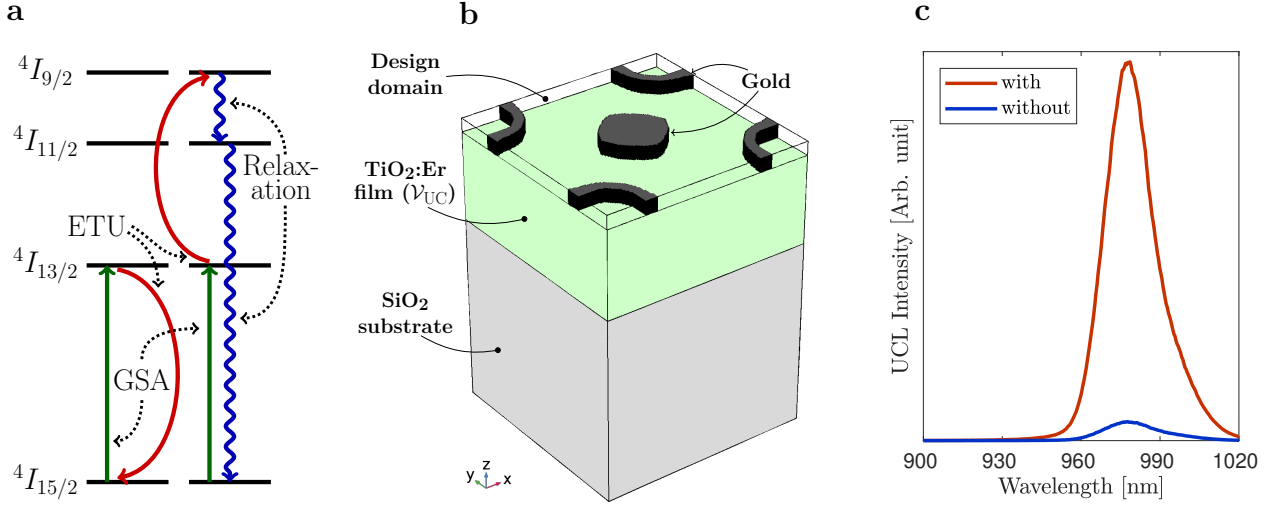 a
⁴I₉/₂
⁴I₁₁/₂
Relax-
ation
ETU
⁴I₁₃/₂
GSA
⁴I₁₅/₂
b
Design
domain
Gold
TiO₂:Er
film (𝒱UC)
SiO₂
substrate
z
y
x
c
with
without
UCL Intensity [Arb. unit]
900
930
960
990
1020
Wavelength [nm]